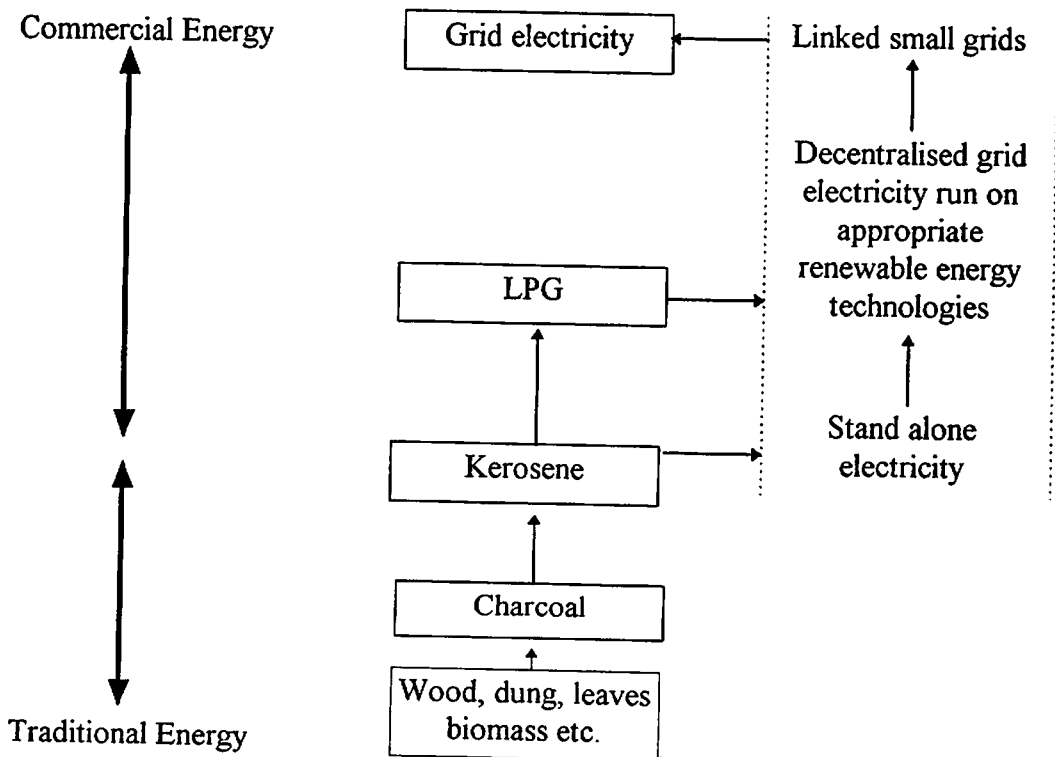 Commercial Energy
Grid electricity
Linked small grids
Decentralised grid
electricity run on
appropriate
renewable energy
technologies
LPG
Stand alone
electricity
Kerosene
Charcoal
Wood, dung, leaves
biomass etc.
Traditional Energy